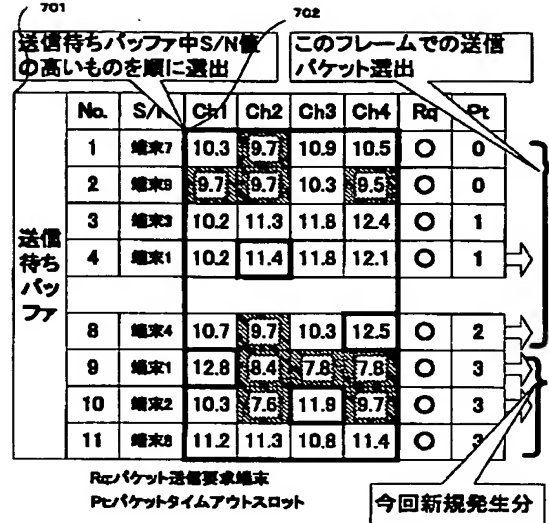 701
702
送信待ちバッファ中S/N値
の高いものを順に選出
このフレームでの送信
パケット選出
No. Ch1 Ch2 Ch3 Ch4 Rq Pt
1 端末7 10.3 9.7 10.9 10.5 ○ 0
2 端末9 9.7 9.7 10.3 9.5 ○ 0
3 端末3 10.2 11.3 11.8 12.4 ○ 1
4 端末1 10.2 11.4 11.8 12.1 ○ 1
送信
待ち
バッ
ファ
8 端末4 10.7 9.7 10.3 12.5 ○ 2
9 端末1 12.8 8.4 7.8 7.8 ○ 3
10 端末2 10.3 7.6 11.9 9.7 ○ 3
11 端末8 11.2 11.3 10.8 11.4 ○ 3
Rq:パケット送信要求端末
Pt:パケットタイムアウトスロット
今回新規発生分